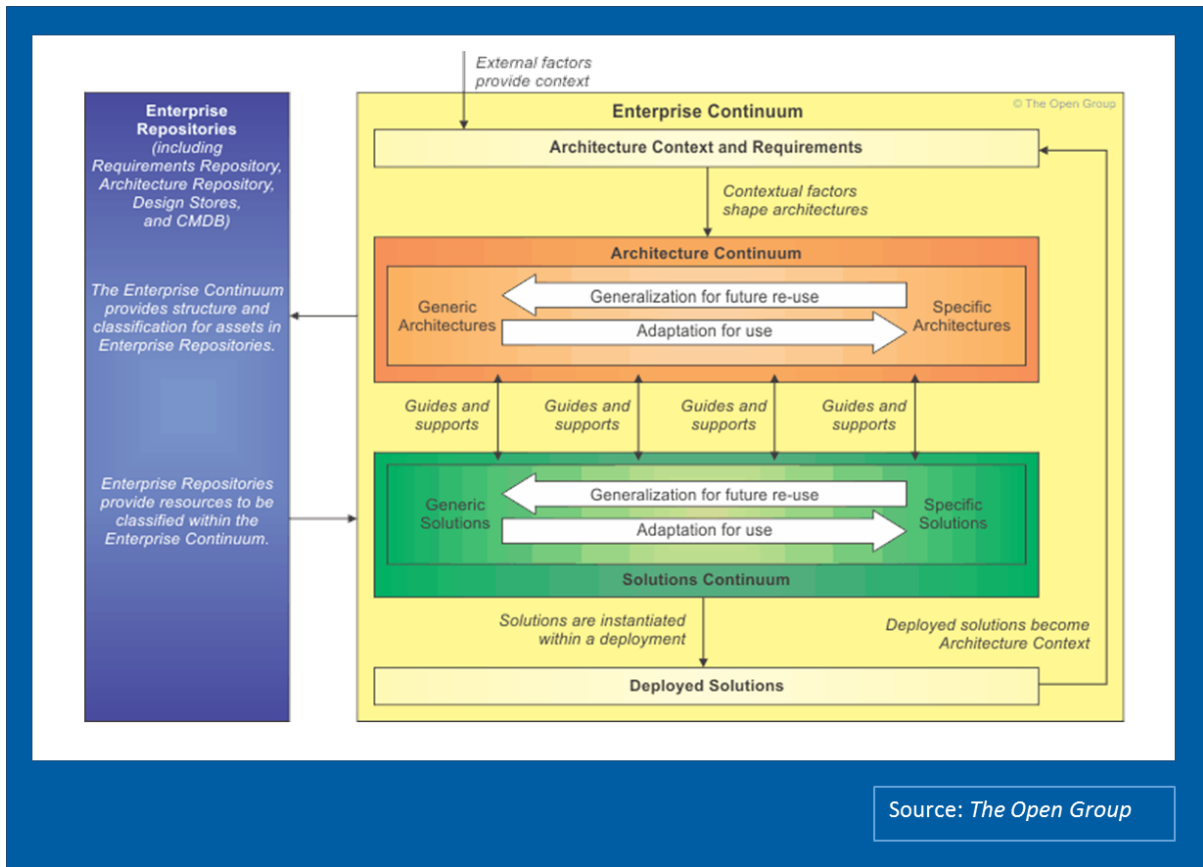 External factors
provide context
Enterprise
Repositories
(including
Requirements Repository,
Architecture Repository,
Design Stores,
and CMDB)
The Enterprise Continuum
provides structure and
classification for assets in
Enterprise Repositories.
Enterprise Repositories
provide resources to be
classified within the
Enterprise Continuum.
© The Open Group
Enterprise Continuum
Architecture Context and Requirements
Contextual factors
shape architectures
Architecture Continuum
Generic
Architectures
Generalization for future re-use
Adaptation for use
Specific
Architectures
Guides and
supports
Guides and
supports
Guides and
supports
Guides and
supports
Generic
Solutions
Generalization for future re-use
Adaptation for use
Specific
Solutions
Solutions Continuum
Solutions are instantiated
within a deployment
Deployed solutions become
Architecture Context
Deployed Solutions
Source: The Open Group